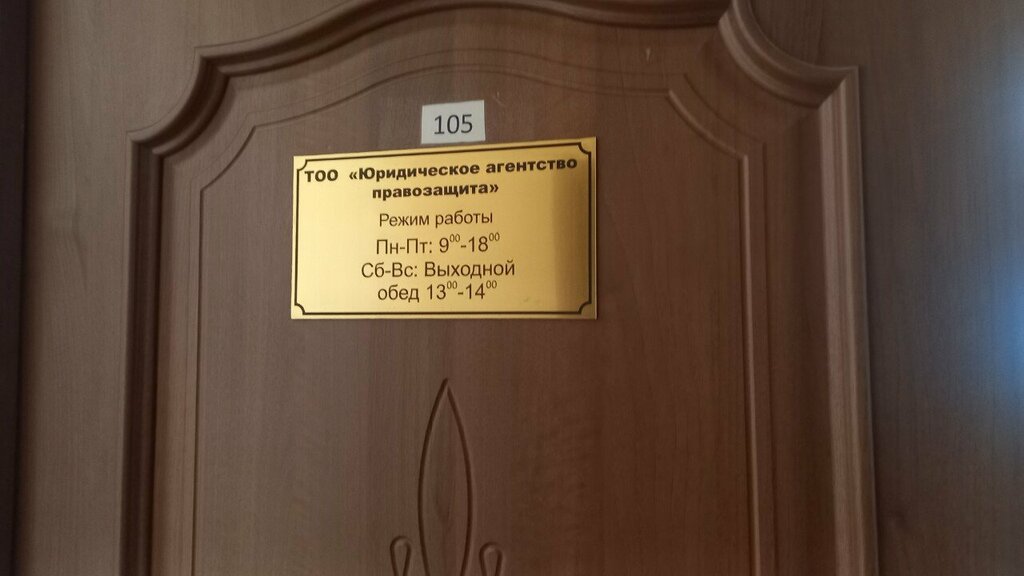 105
ТОО «Юридическое агентство
правозащита»
Режим работы
Пн-Пт: 9⁰⁰-18⁰⁰
Сб-Вс: Выходной
обед 13⁰⁰-14⁰⁰